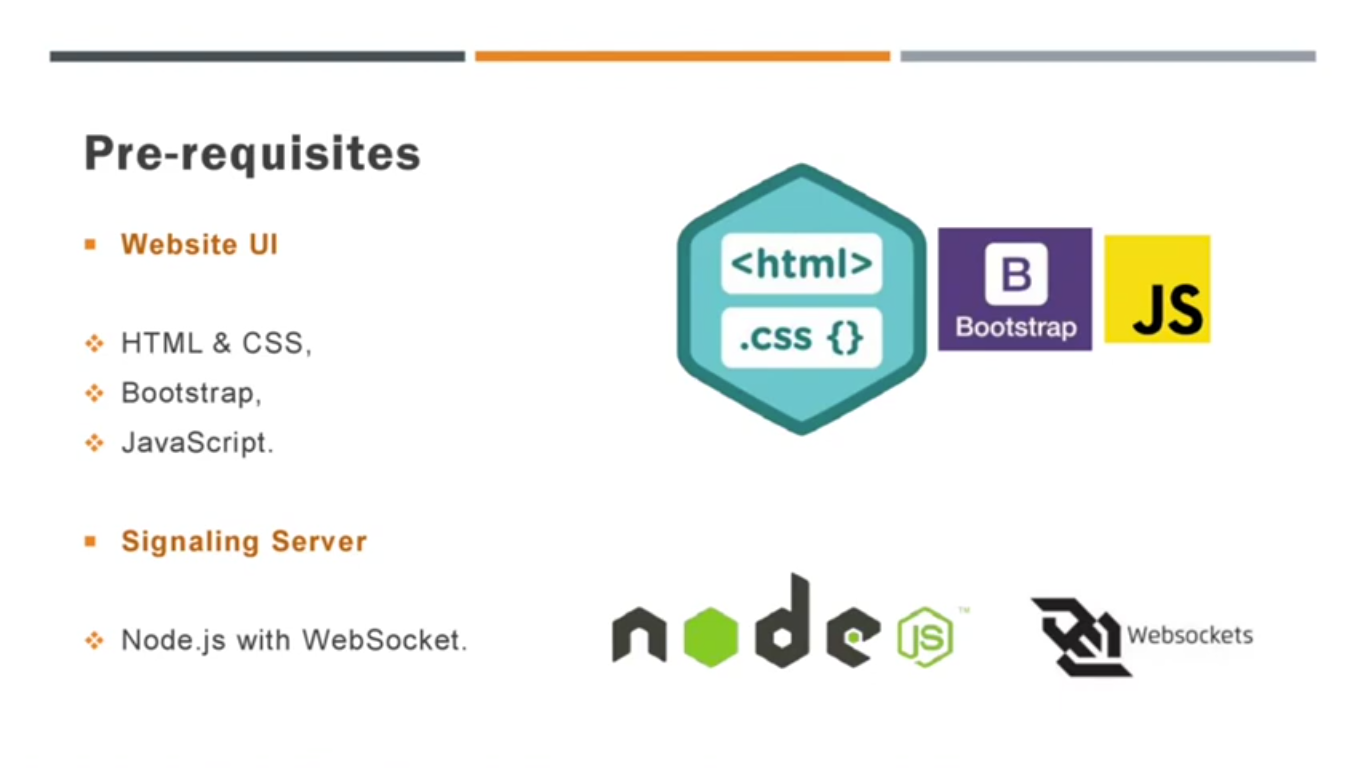 Pre-requisites
Website UI
HTML & CSS,
Bootstrap,
JavaScript.
Signaling Server
Node.js with WebSocket.
<html>
.css {}
B
Bootstrap
JS
node
JS
TM
Websockets